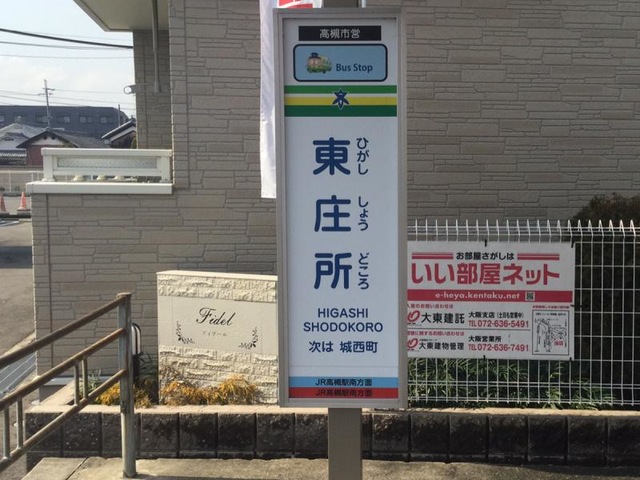 高槻市営
Bus Stop
東庄所
ひがし
しょう
どころ
HIGASHI
SHODOKORO
次は 城西町
JR高槻駅南方面
JR高槻駅南方面
Fidel
フィデール
お部屋さがしは
いい部屋ネット
e-heya.kentaku.net
大東建託
大阪支店
TEL.072-636-5491
大東建物管理
大阪営業所
TEL.072-636-7491